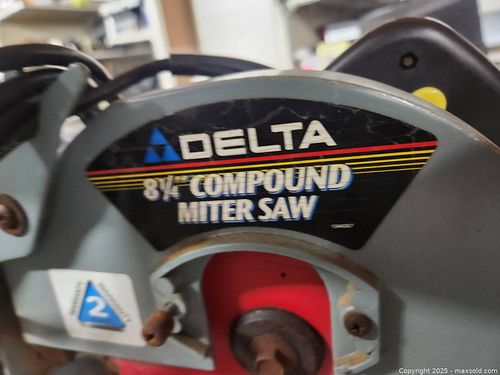 DELTA
8¼" COMPOUND
MITER SAW
2
Copyright 2025 - maxsold.com